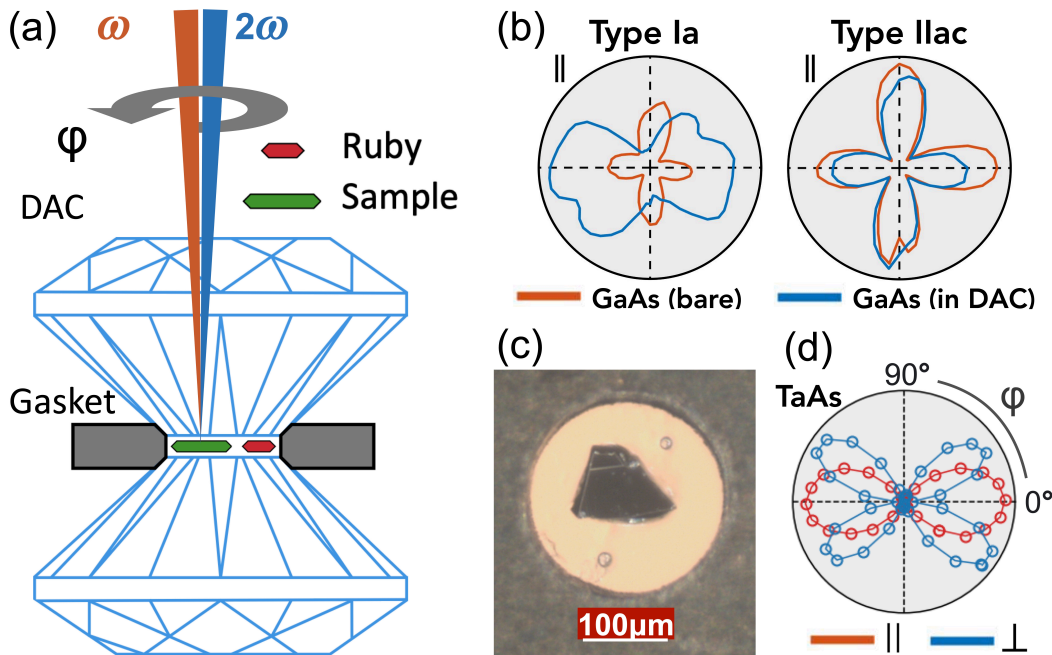 (a)
ω
2ω
φ
Ruby
Sample
DAC
Gasket
(b)
Type Ia
Type IIac
||
||
GaAs (bare)
GaAs (in DAC)
(c)
100μm
(d)
90°
φ
TaAs
0°
||
⊥